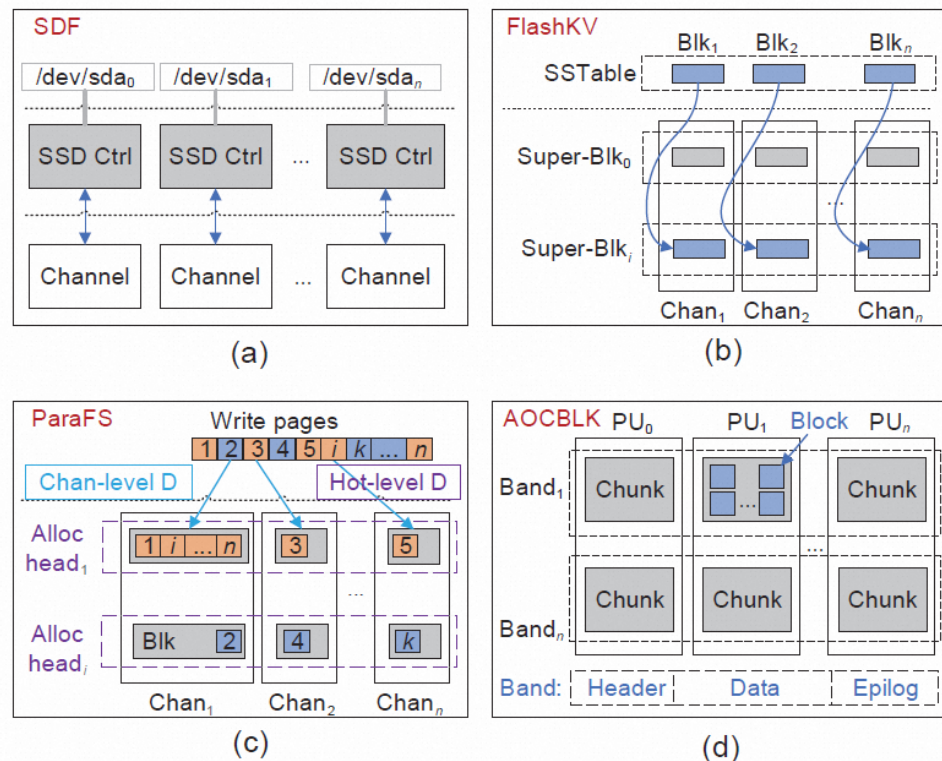 SDF
/dev/sda₀ /dev/sda₁ /dev/sdaₙ
SSD Ctrl SSD Ctrl ... SSD Ctrl
Channel Channel ... Channel
(a)
FlashKV
Blk₁ Blk₂ Blkₙ
SSTable
Super-Blk₀
...
Super-Blkᵢ
Chan₁ Chan₂ Chanₙ
(b)
ParaFS
Write pages
1 2 3 4 5 i k ... n
Chan-level D Hot-level D
Alloc
head₁
1 i ... n 3 5
...
Alloc
headᵢ
Blk 2 4 k
Chan₁ Chan₂ Chanₙ
(c)
AOCBLK
PU₀ PU₁ Block PUₙ
Band₁
Chunk ... Chunk
...
Chunk Chunk Chunk
Bandₙ
Band: Header Data Epilog
(d)